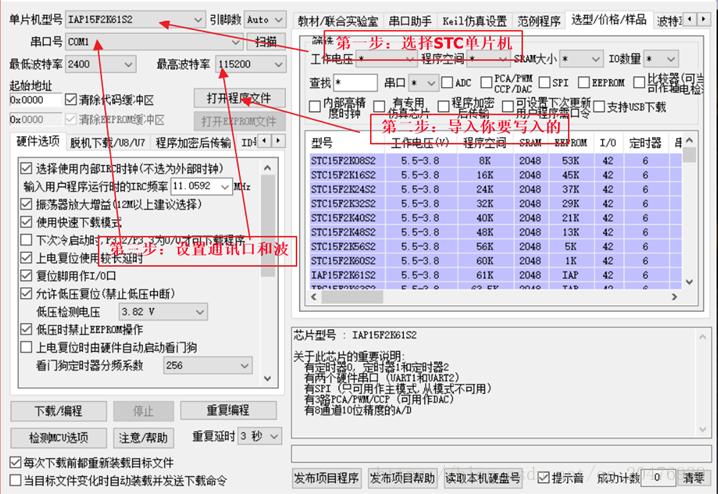 单片机型号 IAP15F2K61S2 引脚数 Auto
串口号 COM1 扫描
最低波特率 2400 最高波特率 115200
起始地址
0x0000 清除代码缓冲区 打开程序文件
0x0000 清除EEPROM缓冲区 打开EEPROM文件
硬件选项 脱机下载/U8/U7 程序加密后传输
选择使用内部IRC时钟(不选为外部时钟)
输入用户程序运行时的IRC频率 11.0592 MHz
振荡器放大增益(12M以上建议选择)
使用快速下载模式
下次冷启动时,P3.2/P3.3为0/0才可下载程序
上电复位使用较长延时
复位脚用作I/O口
允许低压复位(禁止低压中断)
低压检测电压 3.82 V
低压时禁止EEPROM操作
上电复位时由硬件自动启动看门狗
看门狗定时器分频系数 256
下载/编程 停止 重复编程
检测MCU选项 注意/帮助 重复延时 3 秒
每次下载前都重新装载目标文件
当目标文件变化时自动装载并发送下载命令
第一步：选择STC单片机
第二步：导入你要写入的
第三步：设置通讯口和波
教材/联合实验室 串口助手 Keil仿真设置 范例程序 选型/价格/样品 波特率
工作电压 * 程序空间 * SRAM大小 * IO数量 *
查找 * 串口 * ADC PCA/PWM CCP/DAC SPI EEPROM 比较器(可当
可作掉电检
内部高精度时钟 有专用仿真芯片 程序加密后传输 可设置下次更新用户程序需口令 支持USB下载
型号 工作电压(V) 程序空间 SRAM EEPROM I/O 定时器 串
STC15F2K08S2 5.5-3.8 8K 2048 53K 42 6
STC15F2K16S2 5.5-3.8 16K 2048 45K 42 6
STC15F2K24S2 5.5-3.8 24K 2048 37K 42 6
STC15F2K32S2 5.5-3.8 32K 2048 29K 42 6
STC15F2K40S2 5.5-3.8 40K 2048 21K 42 6
STC15F2K48S2 5.5-3.8 48K 2048 13K 42 6
STC15F2K56S2 5.5-3.8 56K 2048 5K 42 6
STC15F2K60S2 5.5-3.8 60K 2048 1K 42 6
IAP15F2K61S2 5.5-3.8 61K 2048 IAP 42 6
芯片型号 : IAP15F2K61S2
关于此芯片的重要说明:
有定时器0, 定时器1和定时器2
有两个硬件串口 (UART1和UART2)
有SPI (只可用作主模式,从模式不可用)
有3路PCA/PWM/CCP (可用作DAC)
有8通道10位精度的A/D
发布项目程序 发布项目帮助 读取本机硬盘号 提示音 成功计数 0 清零